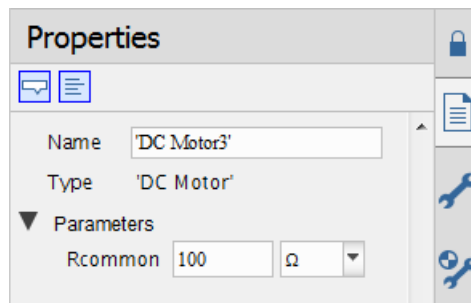 Properties
Name 'DC Motor3'
Type 'DC Motor'
Parameters
Rcommon 100 Ω